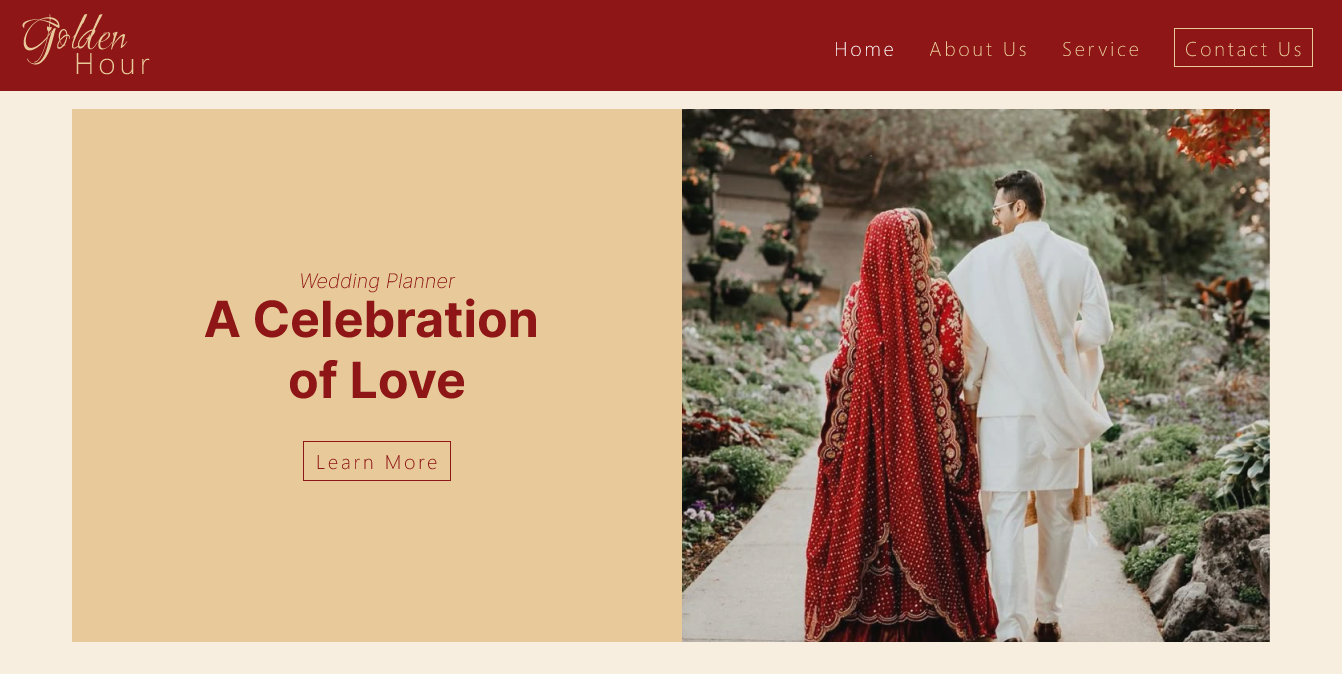 Golden
Hour
Home About Us Service Contact Us
Wedding Planner
A Celebration
of Love
Learn More